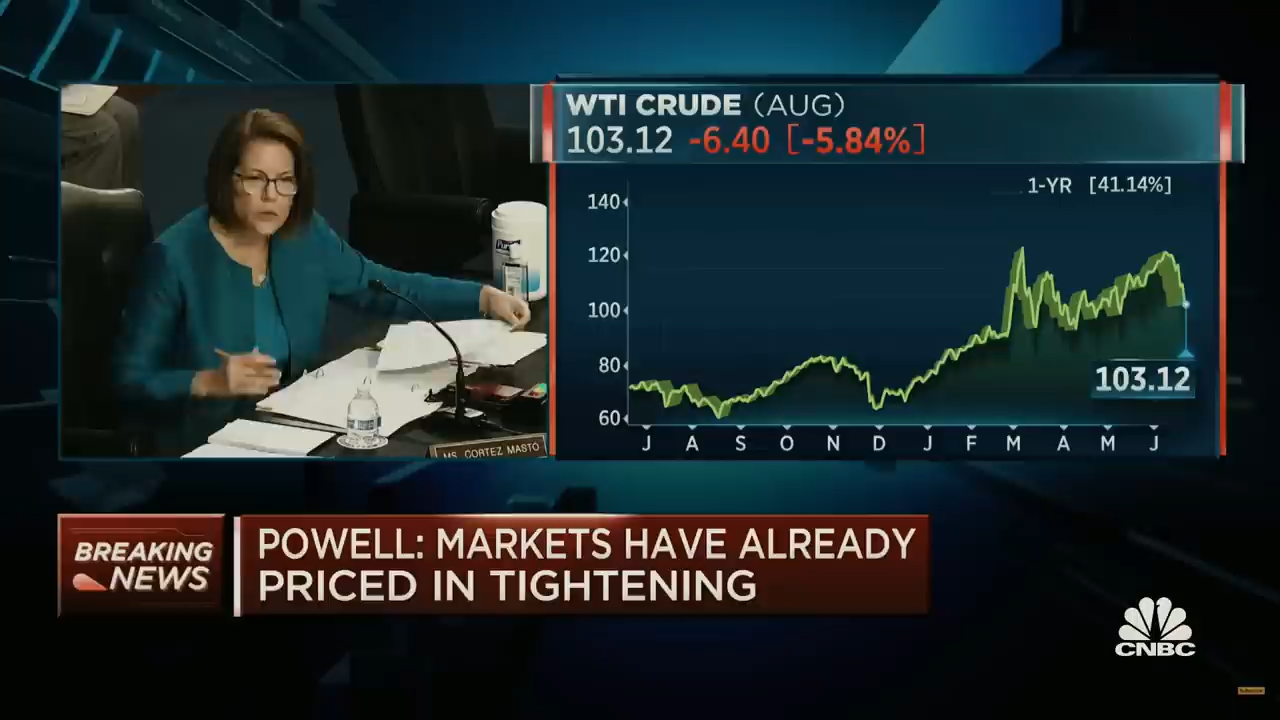 WTI CRUDE (AUG)
103.12 -6.40 [-5.84%]
1-YR [41.14%]
140
120
100
80
60
103.12
J A S O N D J F M A M J
MS. CORTEZ MASTO
BREAKING
NEWS
POWELL: MARKETS HAVE ALREADY
PRICED IN TIGHTENING
CNBC